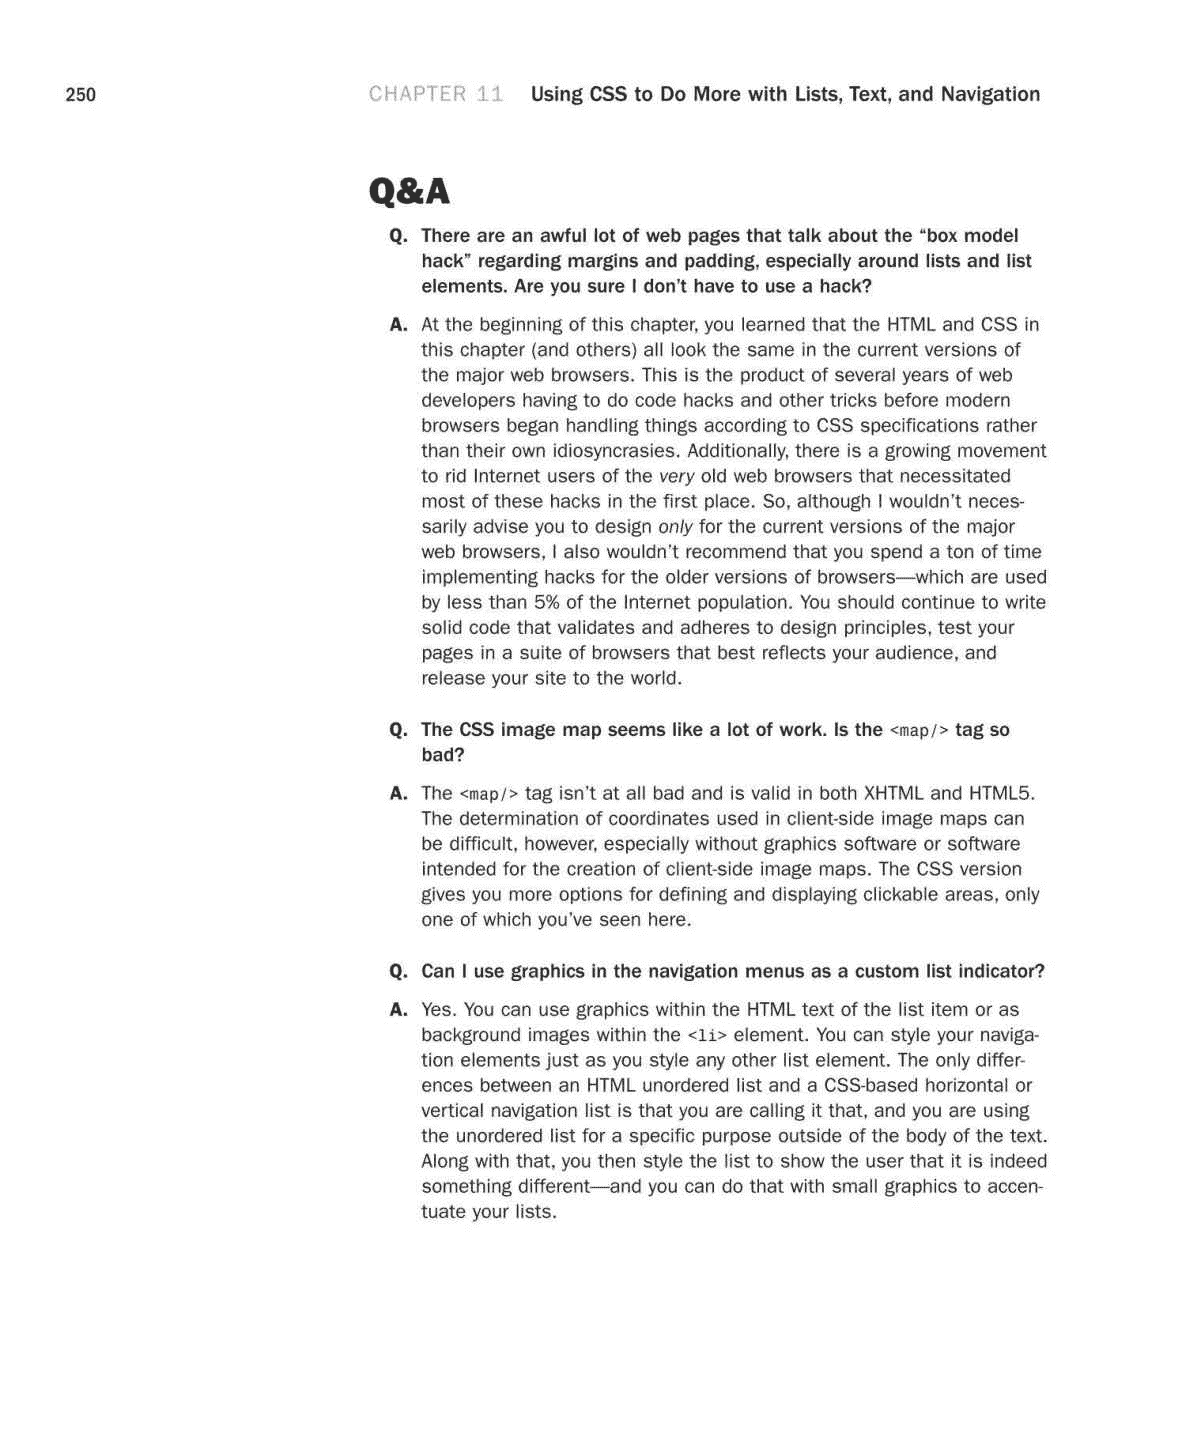 250 CHAPTER 11 Using CSS to Do More with Lists, Text, and Navigation
Q&A
Q. There are an awful lot of web pages that talk about the “box model
hack” regarding margins and padding, especially around lists and list
elements. Are you sure I don’t have to use a hack?
A. At the beginning of this chapter, you learned that the HTML and CSS in
this chapter (and others) all look the same in the current versions of
the major web browsers. This is the product of several years of web
developers having to do code hacks and other tricks before modern
browsers began handling things according to CSS specifications rather
than their own idiosyncrasies. Additionally, there is a growing movement
to rid Internet users of the very old web browsers that necessitated
most of these hacks in the first place. So, although I wouldn’t neces-
sarily advise you to design only for the current versions of the major
web browsers, I also wouldn’t recommend that you spend a ton of time
implementing hacks for the older versions of browsers—which are used
by less than 5% of the Internet population. You should continue to write
solid code that validates and adheres to design principles, test your
pages in a suite of browsers that best reflects your audience, and
release your site to the world.
Q. The CSS image map seems like a lot of work. Is the <map/> tag so
bad?
A. The <map/> tag isn’t at all bad and is valid in both XHTML and HTML5.
The determination of coordinates used in client-side image maps can
be difficult, however, especially without graphics software or software
intended for the creation of client-side image maps. The CSS version
gives you more options for defining and displaying clickable areas, only
one of which you’ve seen here.
Q. Can I use graphics in the navigation menus as a custom list indicator?
A. Yes. You can use graphics within the HTML text of the list item or as
background images within the <li> element. You can style your naviga-
tion elements just as you style any other list element. The only differ-
ences between an HTML unordered list and a CSS-based horizontal or
vertical navigation list is that you are calling it that, and you are using
the unordered list for a specific purpose outside of the body of the text.
Along with that, you then style the list to show the user that it is indeed
something different—and you can do that with small graphics to accen-
tuate your lists.